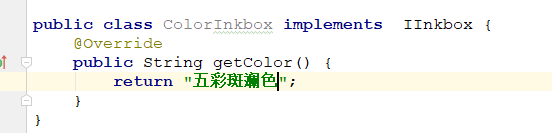 public class ColorInkbox implements  IInkbox {
@Override
public String getColor() {
return "五彩斑斓色";
}
}